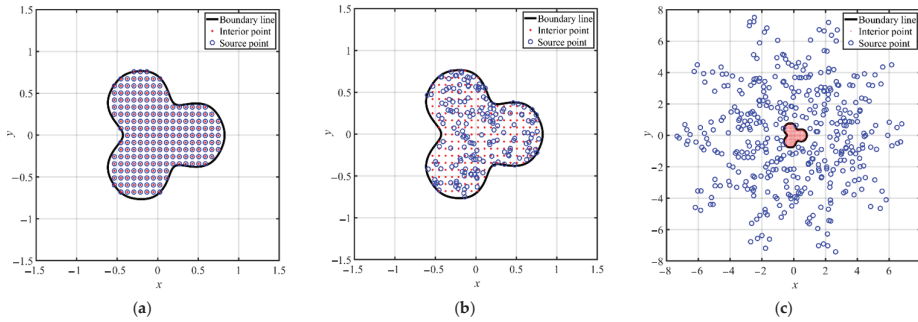 1.5
1
0.5
0
−0.5
−1
−1.5
y
−1.5 −1 −0.5 0 0.5 1 1.5
x
Boundary line
Interior point
Source point
(a)
1.5
1
0.5
0
−0.5
−1
−1.5
y
−1.5 −1 −0.5 0 0.5 1 1.5
x
Boundary line
Interior point
Source point
(b)
8
6
4
2
0
−2
−4
−6
−8
y
−8 −6 −4 −2 0 2 4 6 8
x
Boundary line
Interior point
Source point
(c)